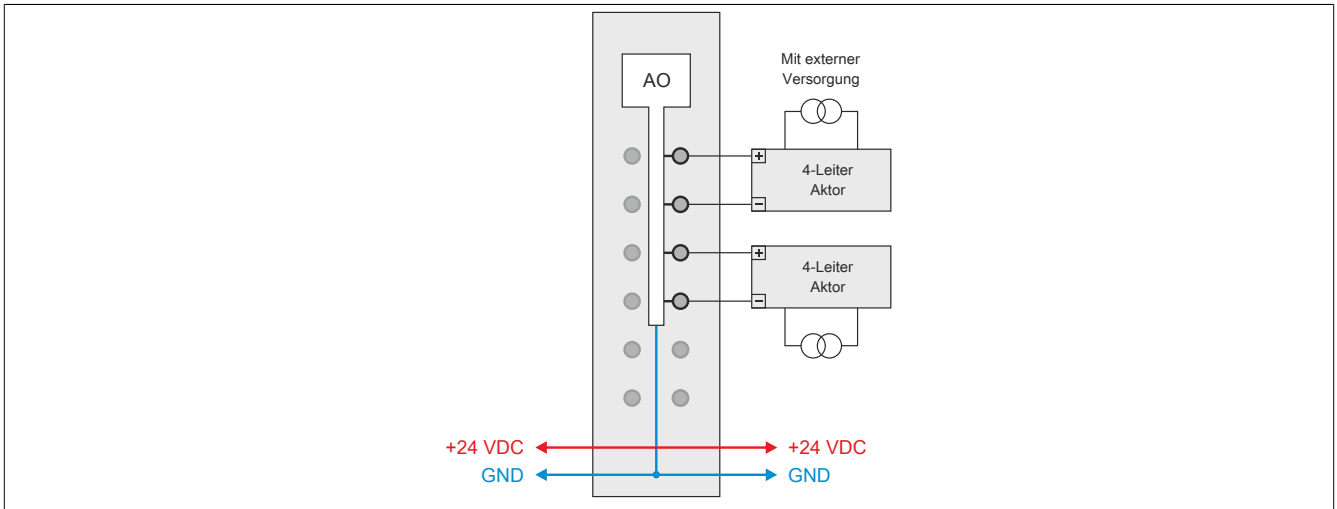 AO
Mit externer
Versorgung
+
4-Leiter
Aktor
−
+
4-Leiter
Aktor
−
+24 VDC
+24 VDC
GND
GND